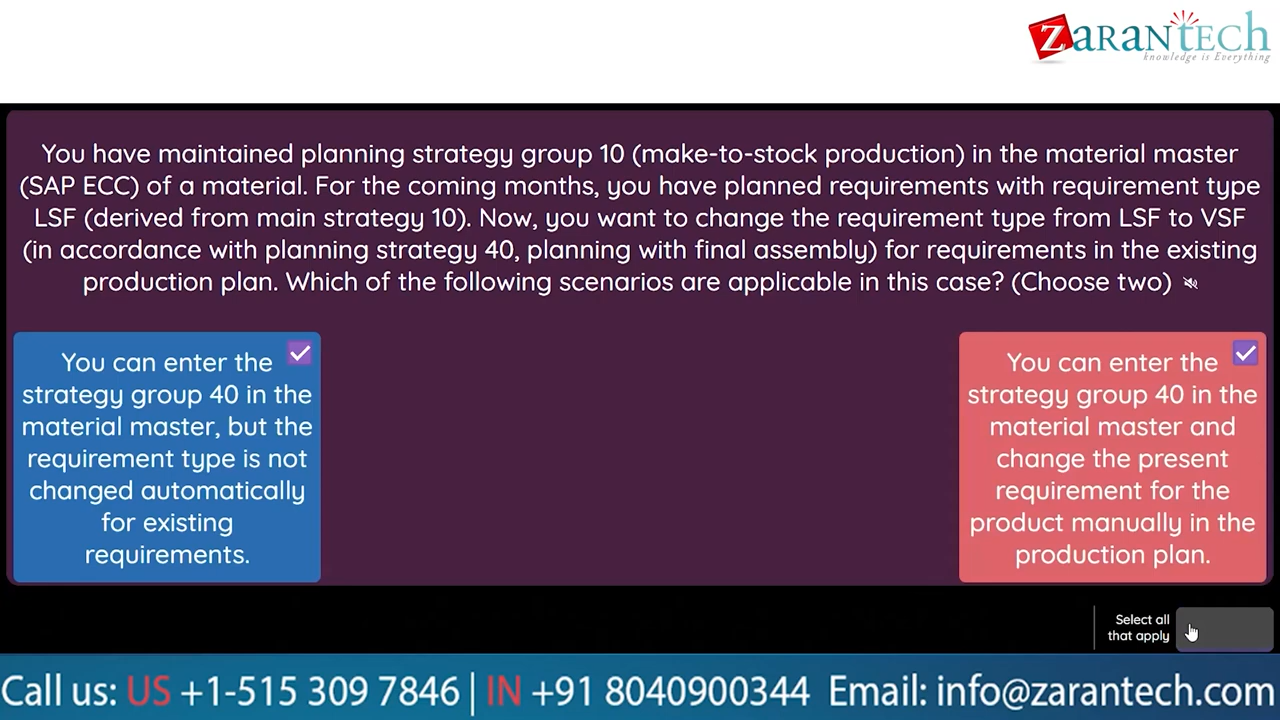 ZARANTECH
knowledge is Everything
You have maintained planning strategy group 10 (make-to-stock production) in the material master
(SAP ECC) of a material. For the coming months, you have planned requirements with requirement type
LSF (derived from main strategy 10). Now, you want to change the requirement type from LSF to VSF
(in accordance with planning strategy 40, planning with final assembly) for requirements in the existing
production plan. Which of the following scenarios are applicable in this case? (Choose two)
You can enter the
strategy group 40 in the
material master, but the
requirement type is not
changed automatically
for existing
requirements.
You can enter the
strategy group 40 in the
material master and
change the present
requirement for the
product manually in the
production plan.
Select all
that apply
Call us: US +1-515 309 7846 | IN +91 8040900344 Email: info@zarantech.com